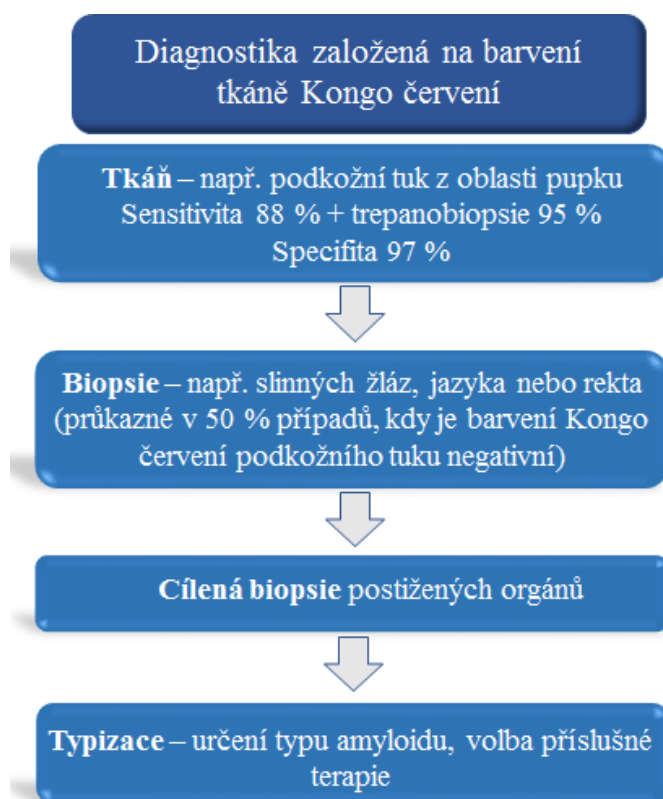 Diagnostika založená na barvení
tkáně Kongo červení
Tkáň – např. podkožní tuk z oblasti pupku
Sensitivita 88 % + trepanobiopsie 95 %
Specifita 97 %
Biopsie – např. slinných žláz, jazyka nebo rekta
(průkazné v 50 % případů, kdy je barvení Kongo
červení podkožního tuku negativní)
Cílená biopsie postižených orgánů
Typizace – určení typu amyloidu, volba příslušné
terapie